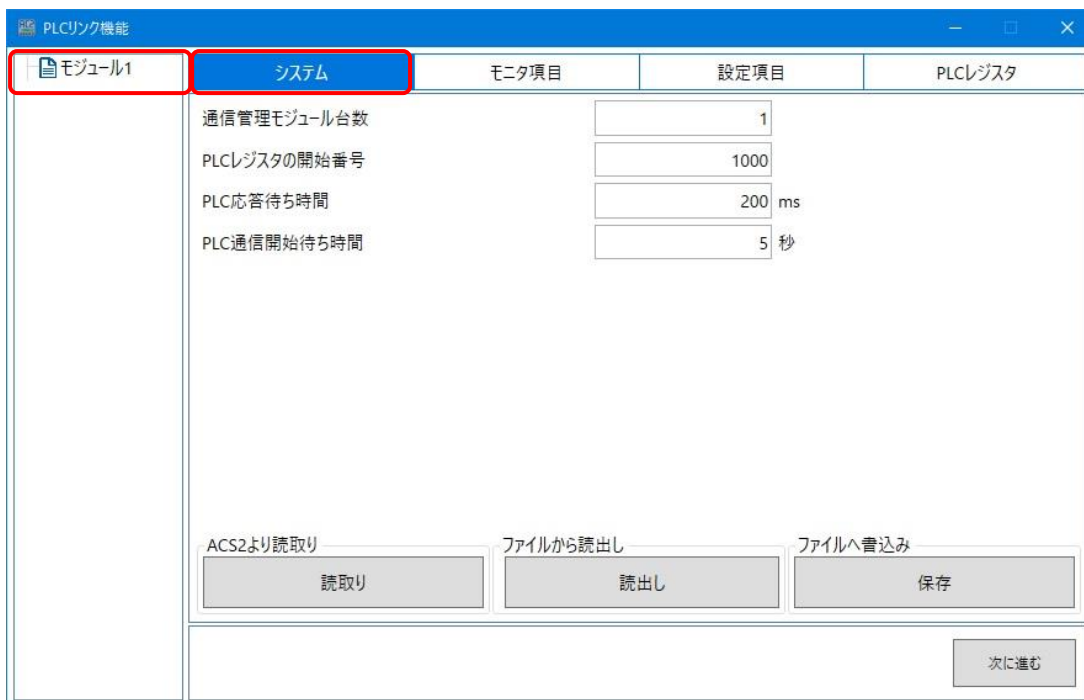 PLCリンク機能
モジュール1
システム モニタ項目 設定項目 PLCレジスタ
通信管理モジュール台数 1
PLCレジスタの開始番号 1000
PLC応答待ち時間 200 ms
PLC通信開始待ち時間 5 秒
ACS2より読取り ファイルから読出し ファイルへ書込み
読取り 読出し 保存
次に進む